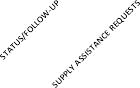 STATUS/FOLLOW-UP
SUPPLY ASSISTANCE REQUESTS